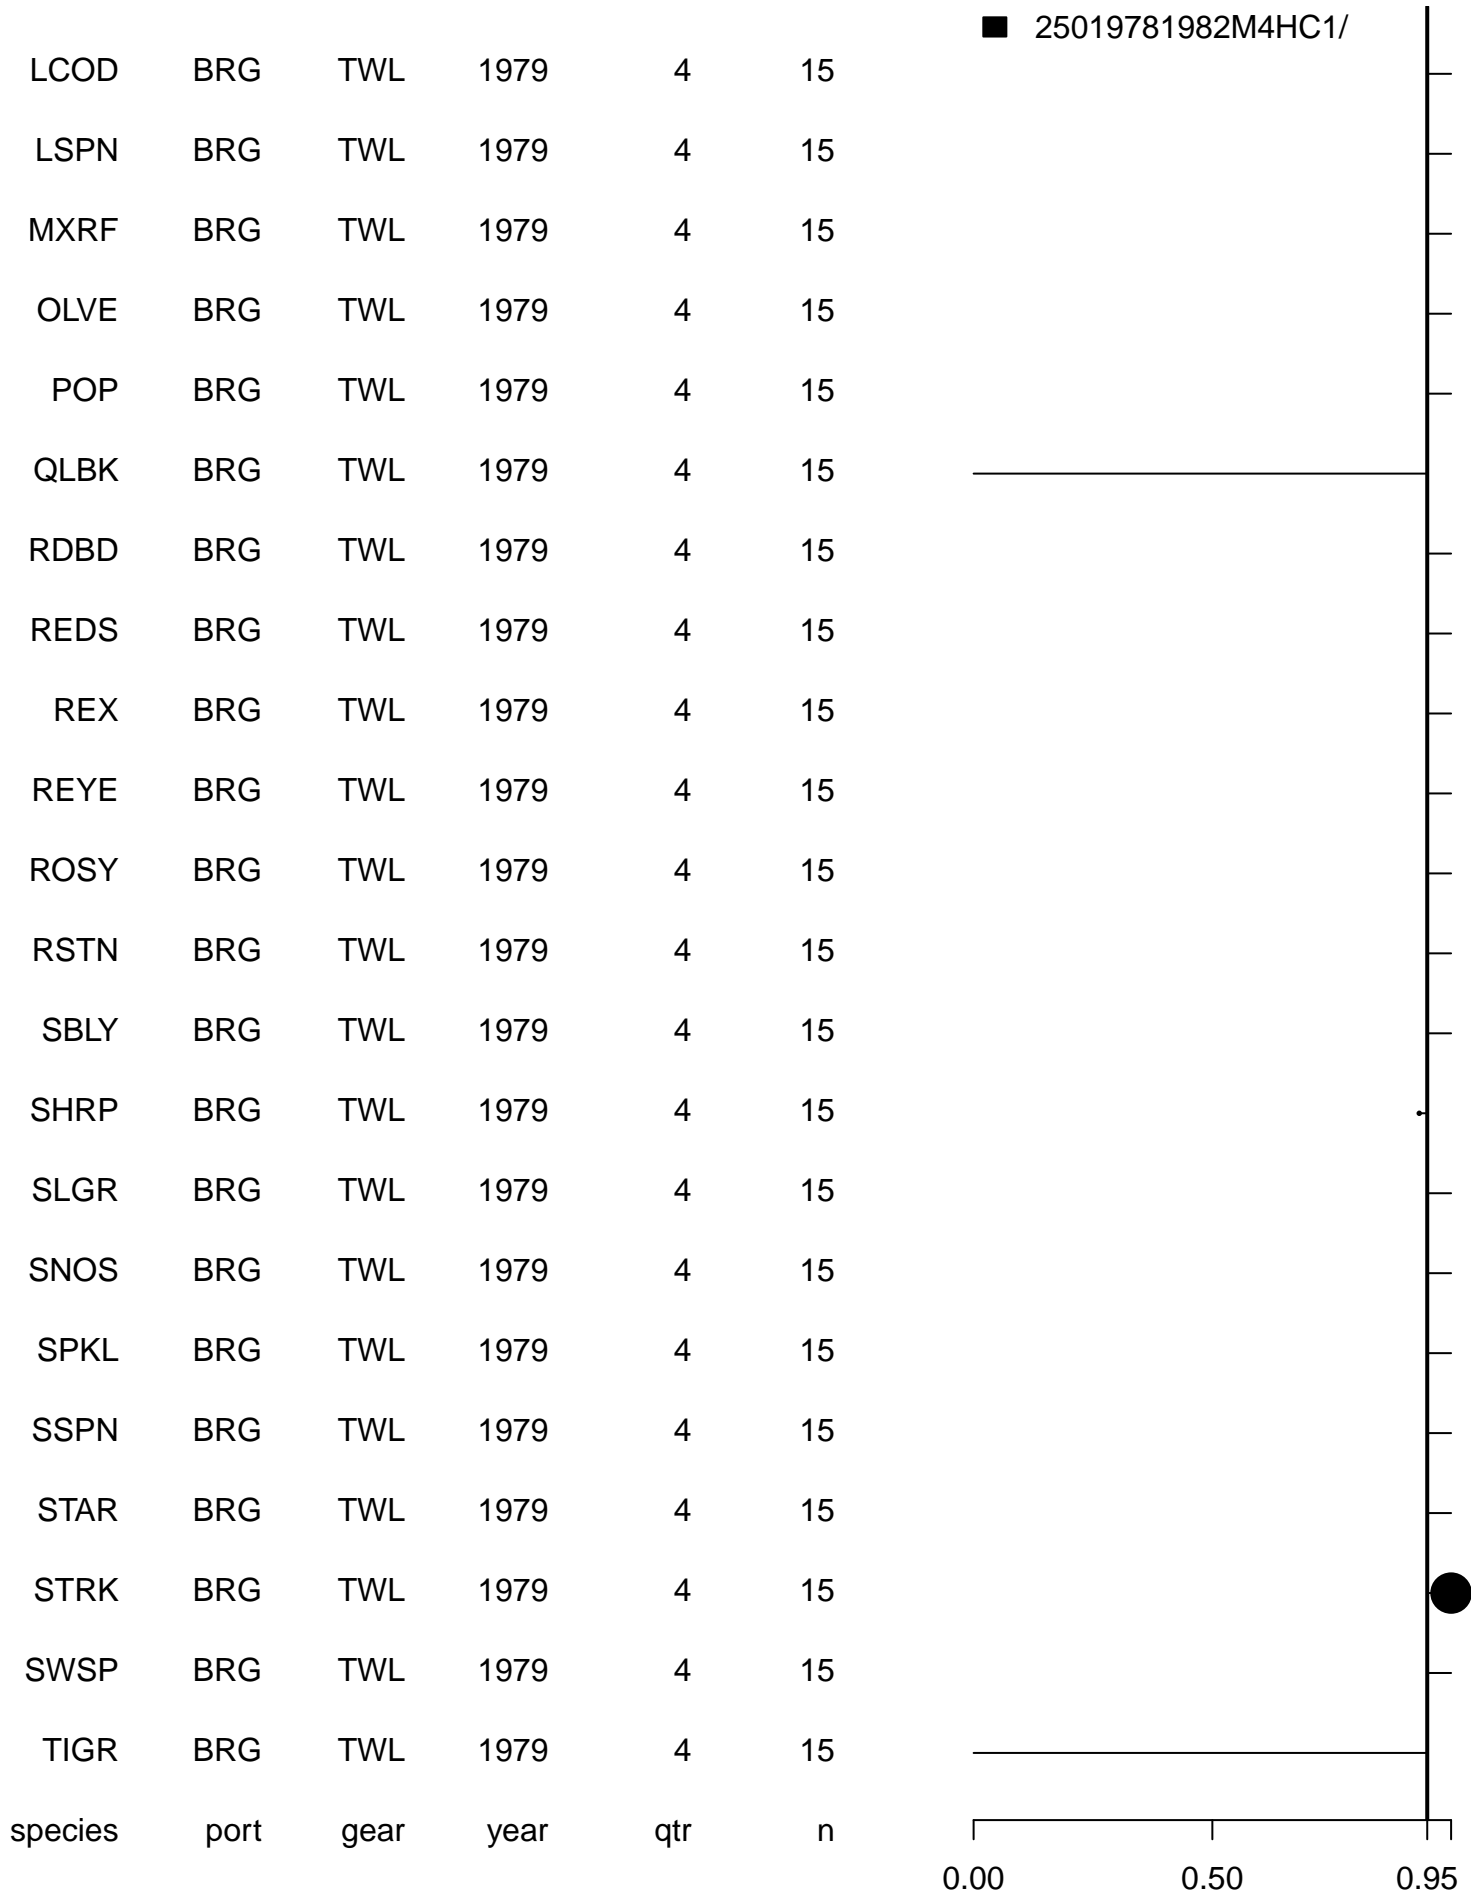 25019781982M4HC1/
LCOD BRG TWL 1979 4 15
LSPN BRG TWL 1979 4 15
MXRF BRG TWL 1979 4 15
OLVE BRG TWL 1979 4 15
POP BRG TWL 1979 4 15
QLBK BRG TWL 1979 4 15
RDBD BRG TWL 1979 4 15
REDS BRG TWL 1979 4 15
REX BRG TWL 1979 4 15
REYE BRG TWL 1979 4 15
ROSY BRG TWL 1979 4 15
RSTN BRG TWL 1979 4 15
SBLY BRG TWL 1979 4 15
SHRP BRG TWL 1979 4 15
SLGR BRG TWL 1979 4 15
SNOS BRG TWL 1979 4 15
SPKL BRG TWL 1979 4 15
SSPN BRG TWL 1979 4 15
STAR BRG TWL 1979 4 15
STRK BRG TWL 1979 4 15
SWSP BRG TWL 1979 4 15
TIGR BRG TWL 1979 4 15
species port gear year qtr n
0.00 0.50 0.95